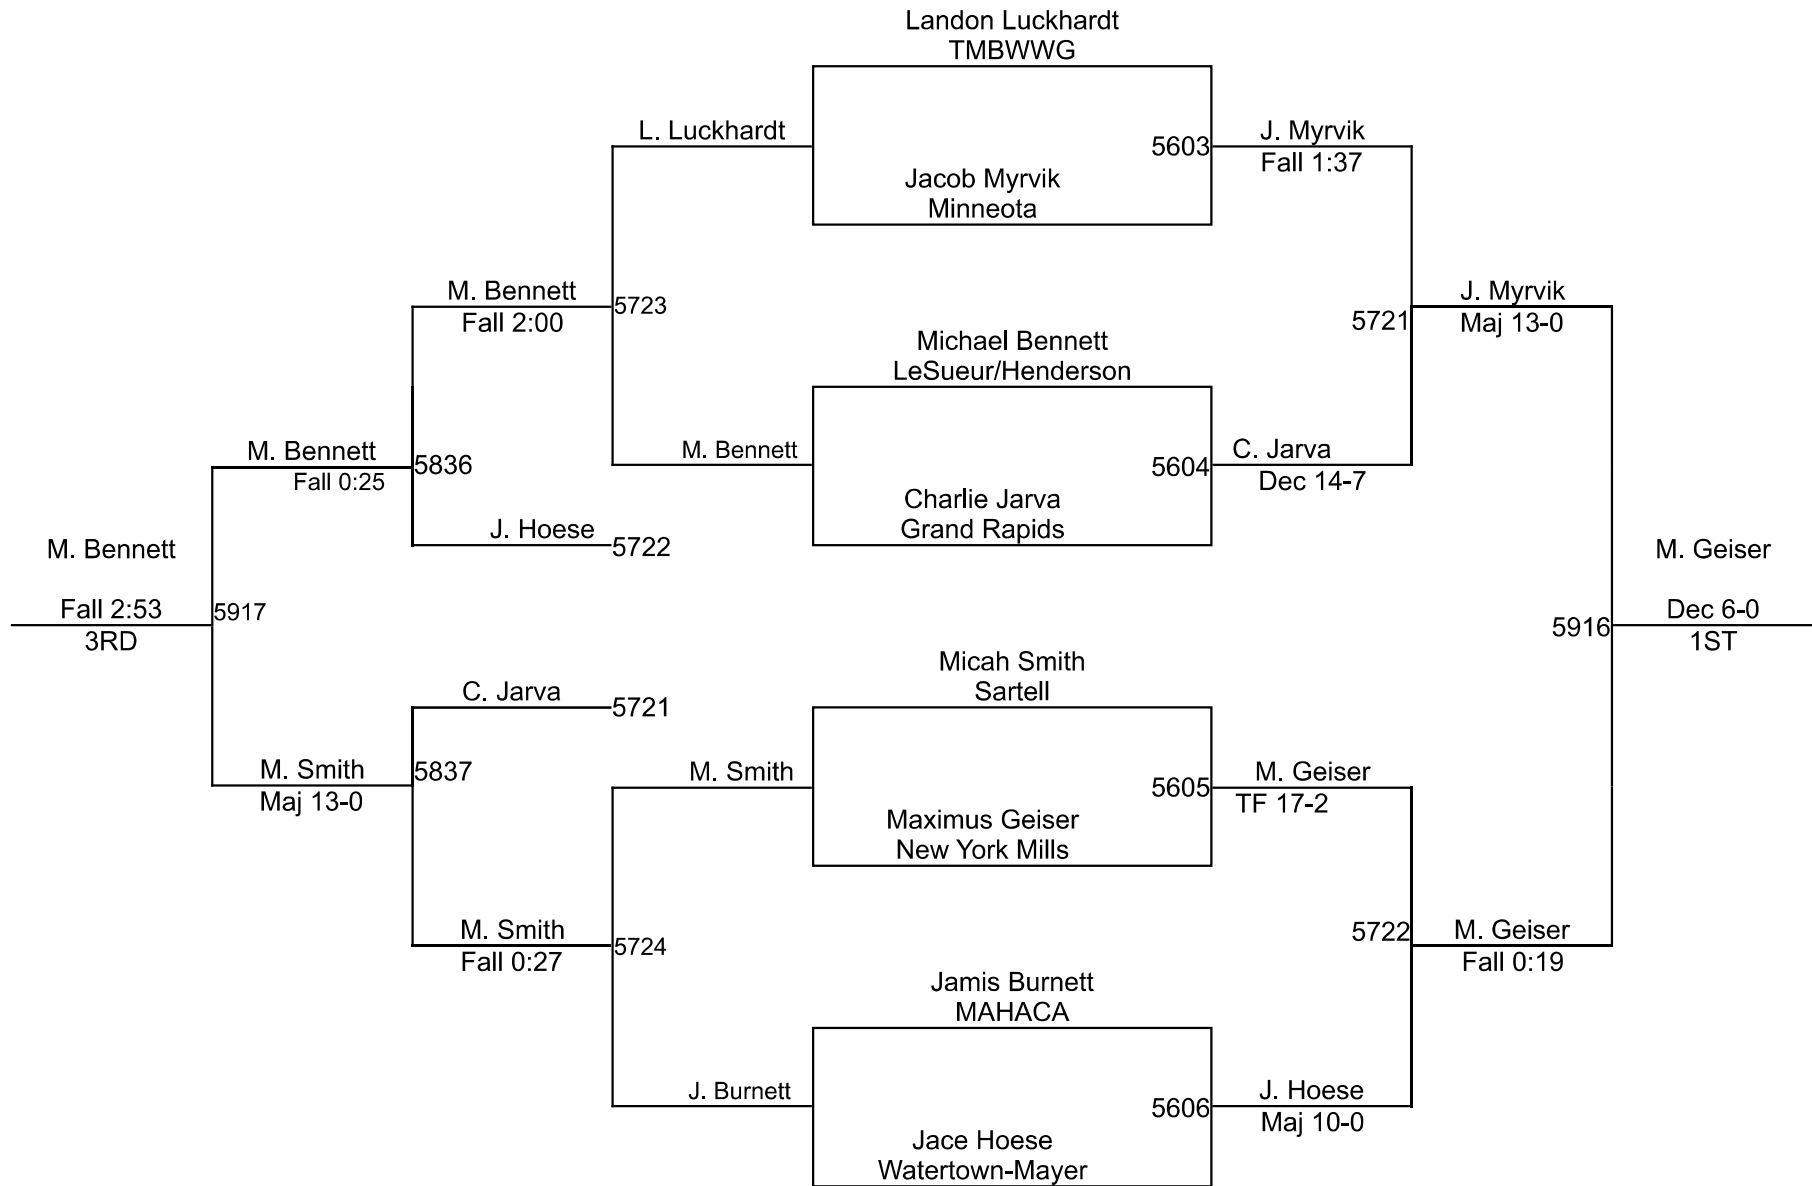 Landon Luckhardt
TMBWWG
L. Luckhardt
5603
J. Myrvik
Fall 1:37
Jacob Myrvik
Minneota
M. Bennett
Fall 2:00
5723
5721
J. Myrvik
Maj 13-0
Michael Bennett
LeSueur/Henderson
M. Bennett
Fall 0:25
5836
M. Bennett
5604
C. Jarva
Dec 14-7
Charlie Jarva
Grand Rapids
J. Hoese
5722
M. Bennett
Fall 2:53
3RD
5917
M. Geiser
5916
Dec 6-0
1ST
Micah Smith
Sartell
C. Jarva
5721
M. Smith
Maj 13-0
5837
M. Smith
5605
M. Geiser
TF 17-2
Maximus Geiser
New York Mills
M. Smith
Fall 0:27
5724
5722
M. Geiser
Fall 0:19
Jamis Burnett
MAHACA
J. Burnett
5606
J. Hoese
Maj 10-0
Jace Hoese
Watertown-Mayer